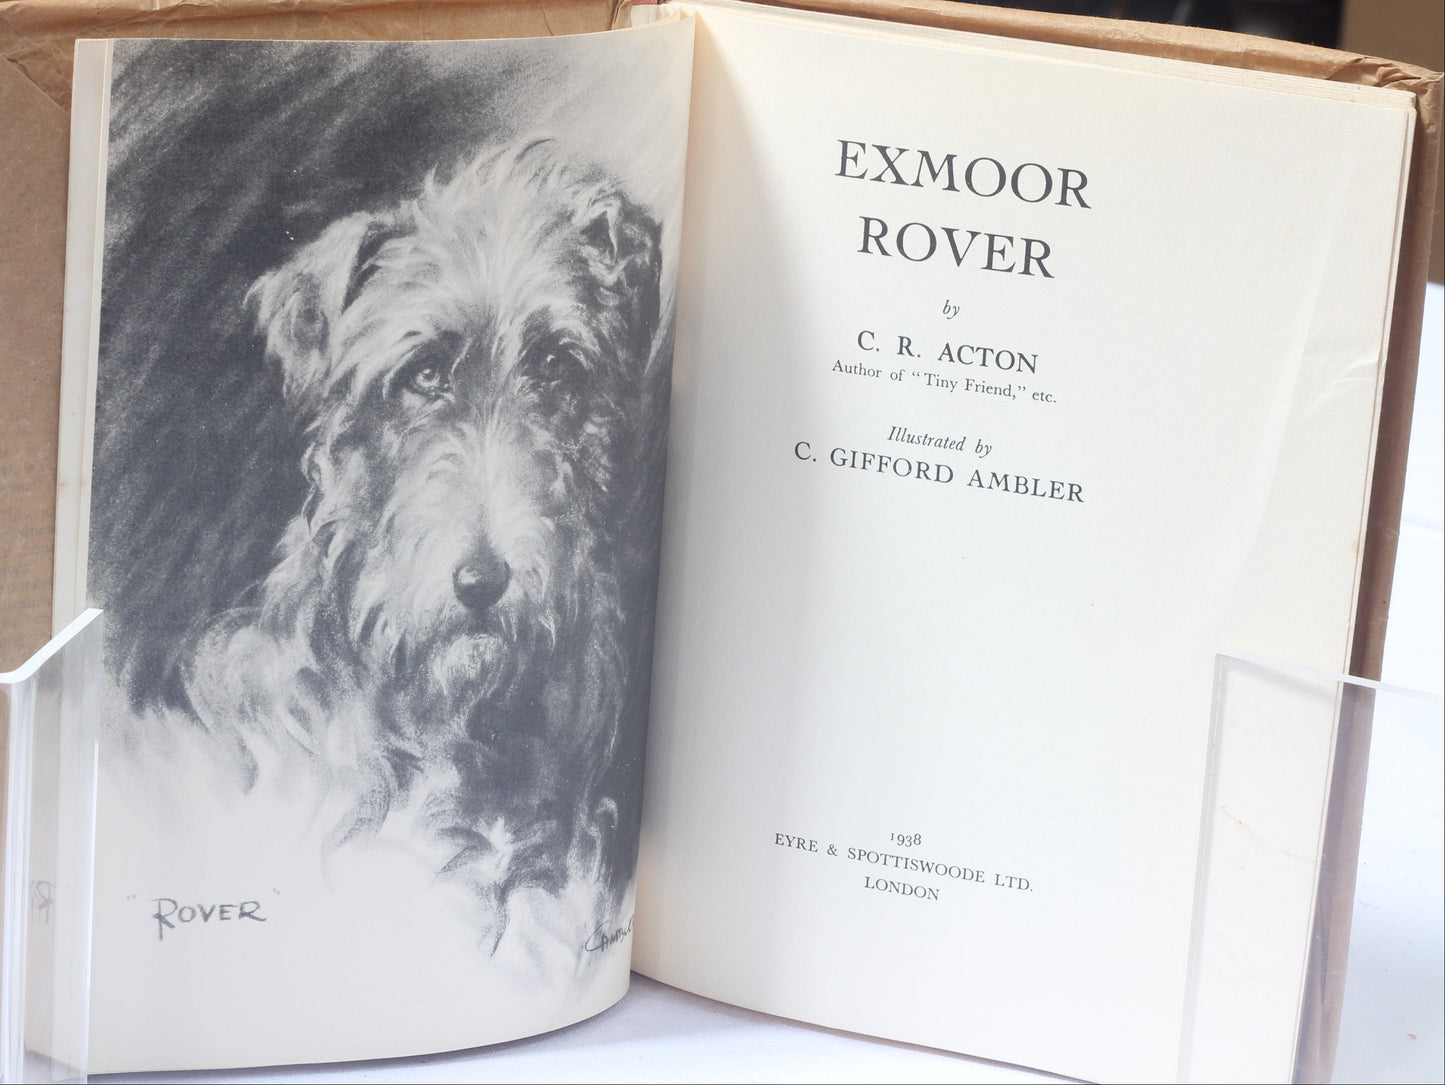 "ROVER"
EXMOOR
ROVER
by
C. R. ACTON
Author of "Tiny Friend," etc.
Illustrated by
C. GIFFORD AMBLER
1938
EYRE & SPOTTISWOODE LTD.
LONDON